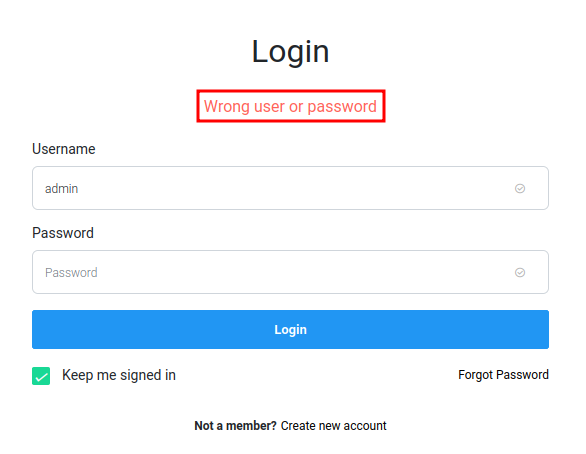 Login
Wrong user or password
Username
admin
Password
Password
Login
Keep me signed in Forgot Password
Not a member? Create new account